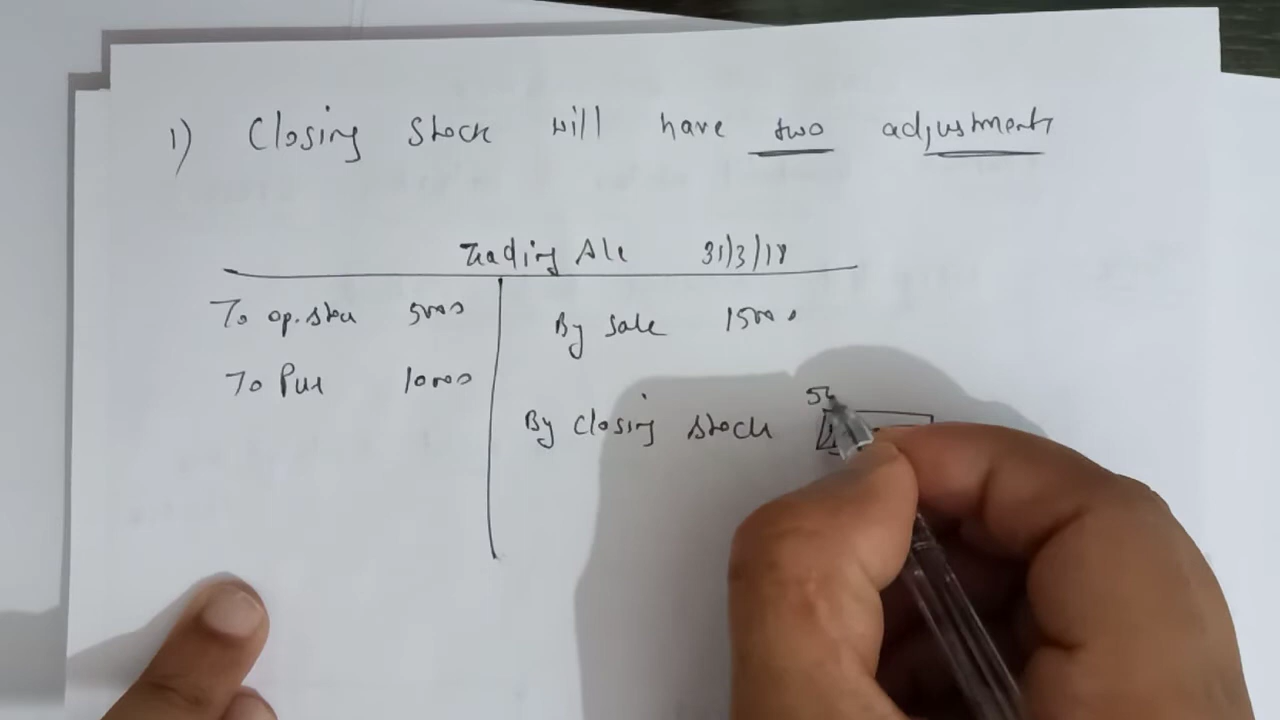 1) Closing Stock will have two adjustments
Trading A/c 31/3/18
To op. stock 5000
By Sale 15000
To Pur 10000
By Closing Stock